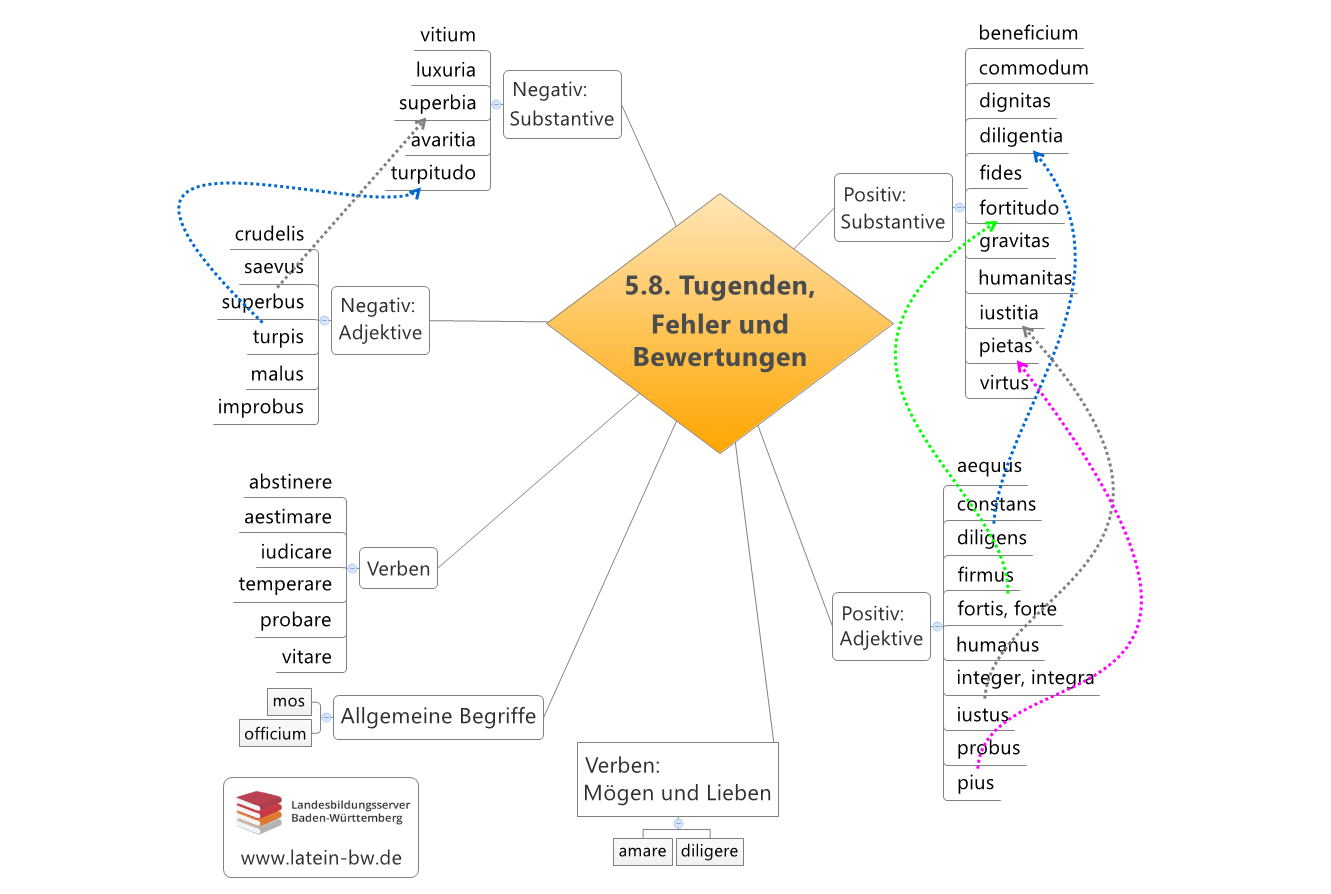 5.8. Tugenden,
Fehler und
Bewertungen
Negativ:
Substantive
vitium
luxuria
superbia
avaritia
turpitudo
Negativ:
Adjektive
crudelis
saevus
superbus
turpis
malus
improbus
Verben
abstinere
aestimare
iudicare
temperare
probare
vitare
Allgemeine Begriffe
mos
officium
Verben:
Mögen und Lieben
amare
diligere
Positiv:
Substantive
beneficium
commodum
dignitas
diligentia
fides
fortitudo
gravitas
humanitas
iustitia
pietas
virtus
Positiv:
Adjektive
aequus
constans
diligens
firmus
fortis, forte
humanus
integer, integra
iustus
probus
pius
Landesbildungsserver
Baden-Württemberg
www.latein-bw.de